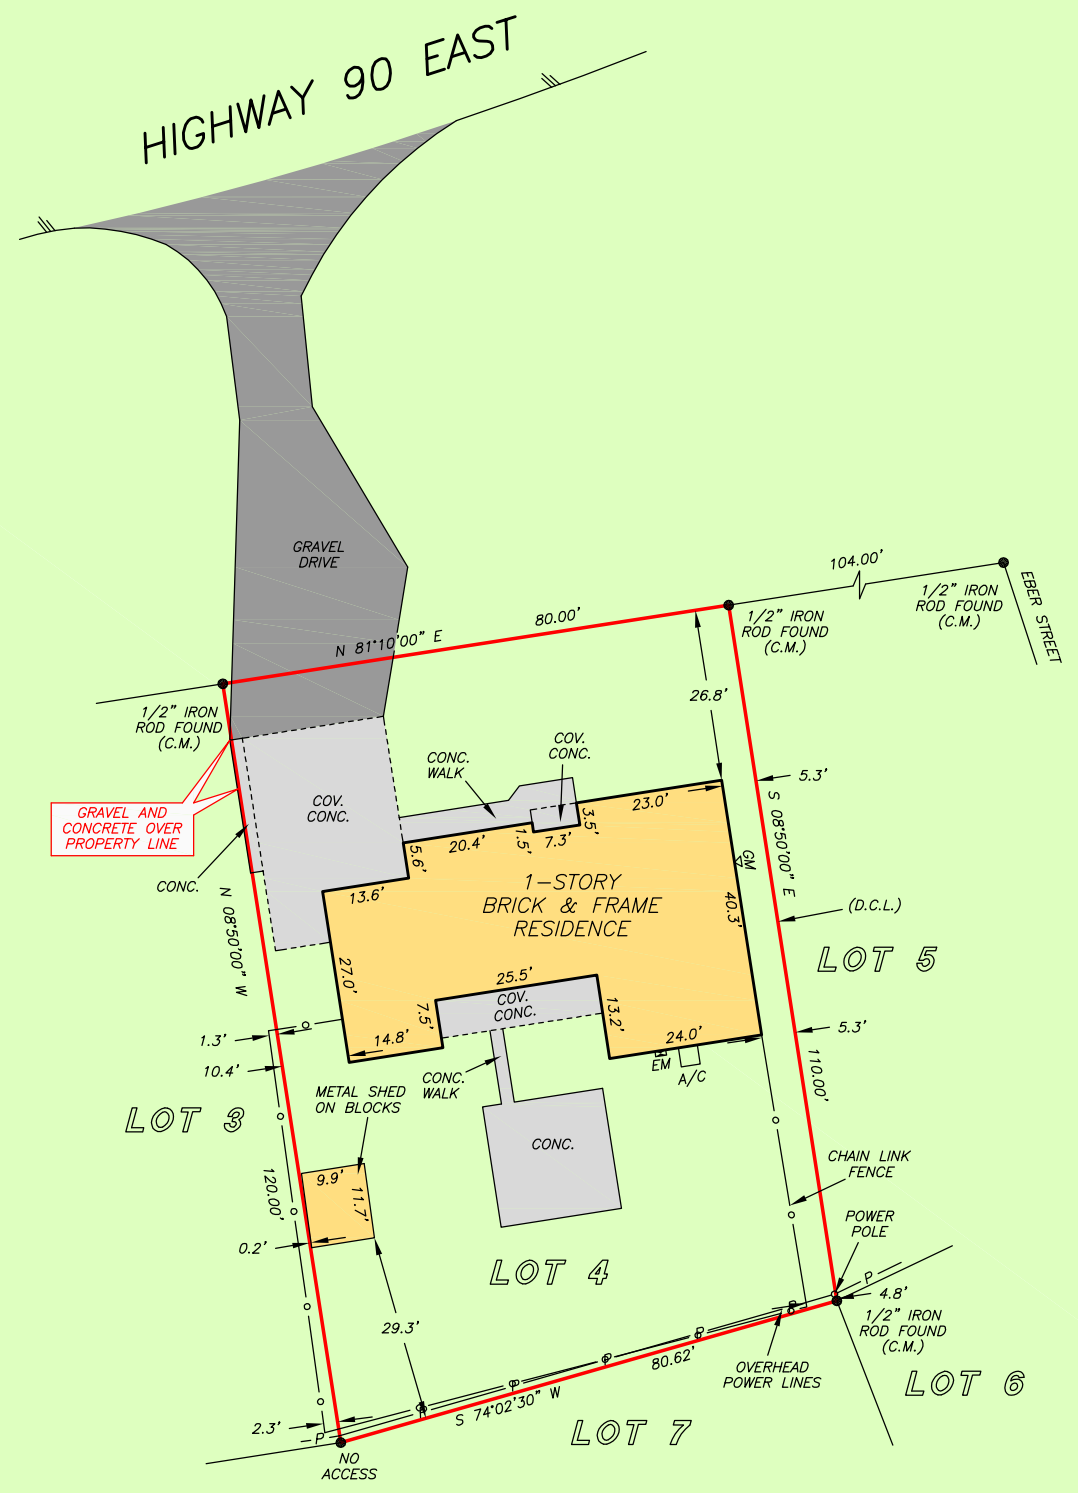 HIGHWAY 90 EAST
GRAVEL
DRIVE
104.00'
1/2" IRON
ROD FOUND
(C.M.)
EBER STREET
80.00'
N 81°10'00" E
1/2" IRON
ROD FOUND
(C.M.)
1/2" IRON
ROD FOUND
(C.M.)
26.8'
GRAVEL AND
CONCRETE OVER
PROPERTY LINE
COV.
CONC.
CONC.
WALK
COV.
CONC.
5.3'
23.0'
3.5'
7.3'
1.5'
20.4'
5.6'
13.6'
CONC.
1-STORY
BRICK & FRAME
RESIDENCE
GM
40.3'
S 08°50'00" E
(D.C.L.)
LOT 5
N 08°50'00" W
27.0'
25.5'
COV.
CONC.
7.5'
14.8'
13.2'
24.0'
5.3'
1.3'
10.4'
EM
A/C
110.00'
CONC.
WALK
METAL SHED
ON BLOCKS
LOT 3
CONC.
CHAIN LINK
FENCE
9.9'
11.7'
120.00'
0.2'
POWER
POLE
LOT 4
P
4.8'
29.3'
1/2" IRON
ROD FOUND
(C.M.)
P
P
P
P
80.62'
OVERHEAD
POWER LINES
LOT 6
S 74°02'30" W
2.3'
P
LOT 7
NO
ACCESS